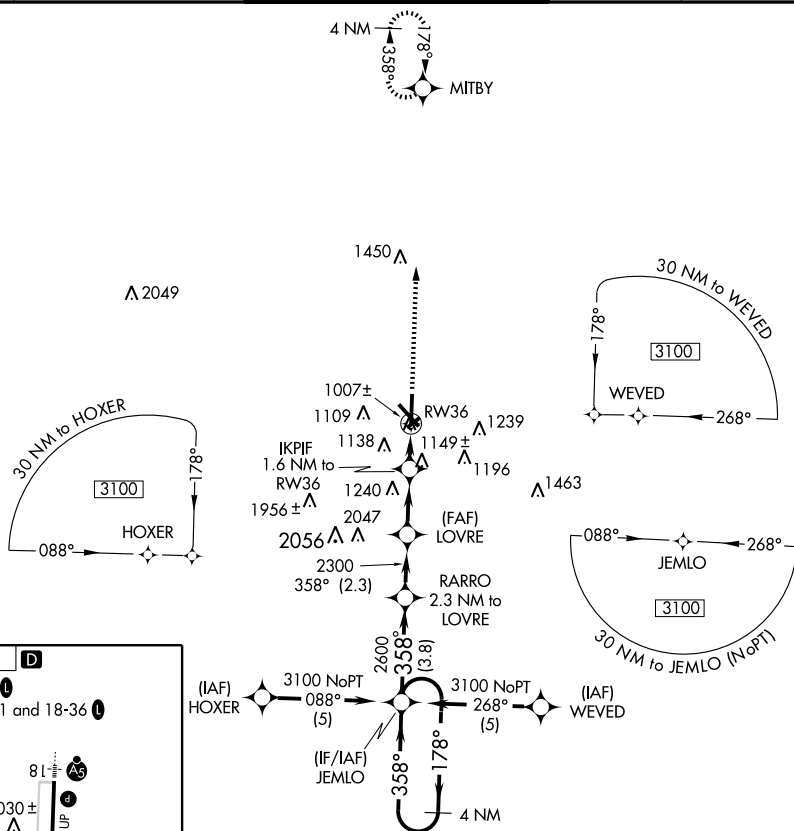 4 NM
358°
178°
MITBY
1450
2049
30 NM to WEVED
178°
3100
WEVED
268°
30 NM to HOXER
178°
3100
HOXER
088°
1007±
1109
RW36
1239
1138
1149±
1196
IKPIF
1.6 NM to
RW36
1240
1463
1956±
2047
2056
(FAF)
LOVRE
088°
268°
JEMLO
3100
30 NM to JEMLO (NoPT)
2300
358° (2.3)
RARRO
2.3 NM to
LOVRE
2600
358°
(3.8)
(IAF)
HOXER
3100 NoPT
088°
(5)
3100 NoPT
268°
(5)
(IAF)
WEVED
(IF/IAF)
JEMLO
358°
178°
4 NM
D
L
1 and 18-36 L
18
A5
030 ±
d
UP